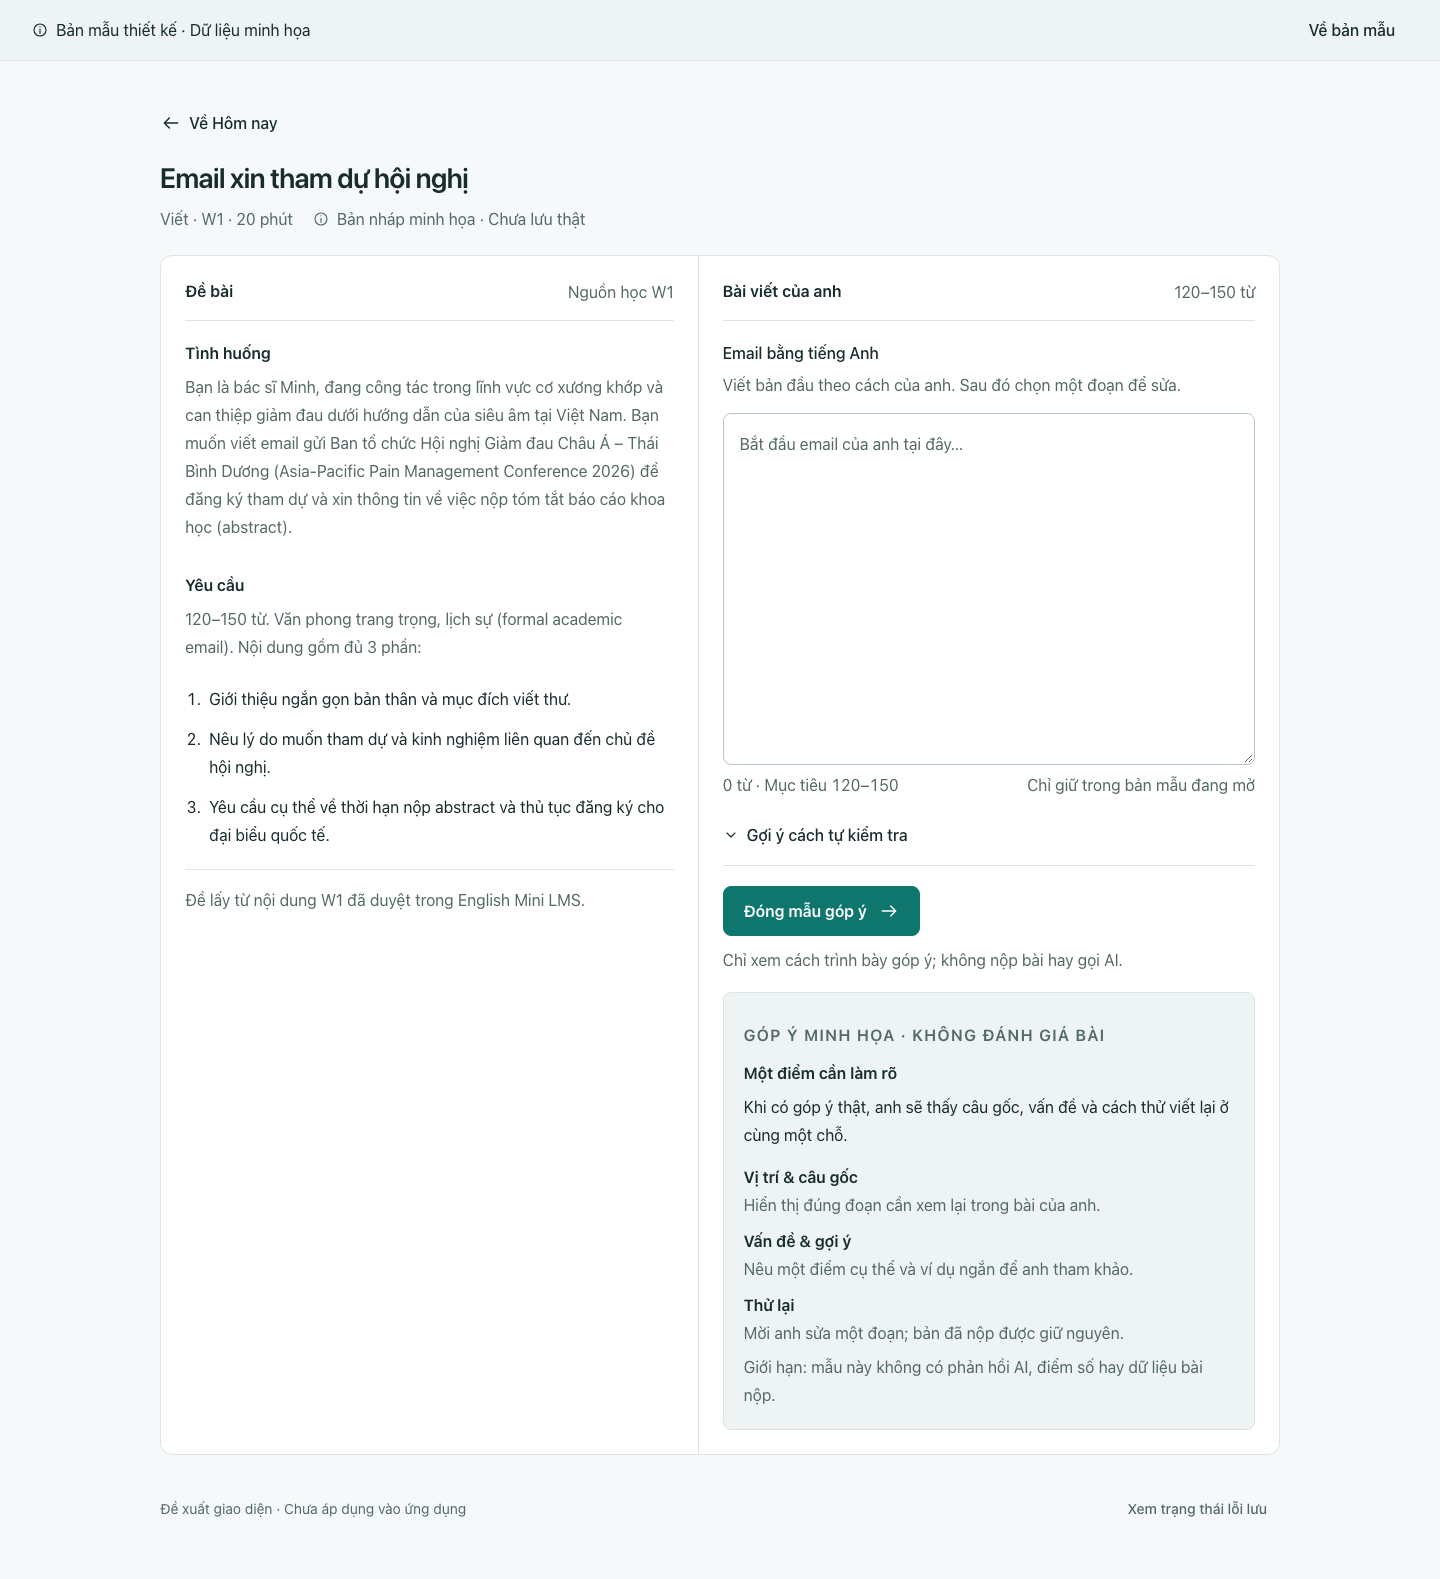 Bản mẫu thiết kế · Dữ liệu minh họa
Về bản mẫu
Về Hôm nay
Email xin tham dự hội nghị
Viết · W1 · 20 phút
Bản nháp minh họa · Chưa lưu thật
Đề bài
Nguồn học W1
Tình huống
Bạn là bác sĩ Minh, đang công tác trong lĩnh vực cơ xương khớp và
can thiệp giảm đau dưới hướng dẫn của siêu âm tại Việt Nam. Bạn
muốn viết email gửi Ban tổ chức Hội nghị Giảm đau Châu Á – Thái
Bình Dương (Asia-Pacific Pain Management Conference 2026) để
đăng ký tham dự và xin thông tin về việc nộp tóm tắt báo cáo khoa
học (abstract).
Yêu cầu
120–150 từ. Văn phong trang trọng, lịch sự (formal academic
email). Nội dung gồm đủ 3 phần:
1. Giới thiệu ngắn gọn bản thân và mục đích viết thư.
2. Nêu lý do muốn tham dự và kinh nghiệm liên quan đến chủ đề
hội nghị.
3. Yêu cầu cụ thể về thời hạn nộp abstract và thủ tục đăng ký cho
đại biểu quốc tế.
Đề lấy từ nội dung W1 đã duyệt trong English Mini LMS.
Bài viết của anh
120–150 từ
Email bằng tiếng Anh
Viết bản đầu theo cách của anh. Sau đó chọn một đoạn để sửa.
Bắt đầu email của anh tại đây...
0 từ · Mục tiêu 120–150
Chỉ giữ trong bản mẫu đang mở
Gợi ý cách tự kiểm tra
Đóng mẫu góp ý
Chỉ xem cách trình bày góp ý; không nộp bài hay gọi AI.
GÓP Ý MINH HỌA · KHÔNG ĐÁNH GIÁ BÀI
Một điểm cần làm rõ
Khi có góp ý thật, anh sẽ thấy câu gốc, vấn đề và cách thử viết lại ở
cùng một chỗ.
Vị trí & câu gốc
Hiển thị đúng đoạn cần xem lại trong bài của anh.
Vấn đề & gợi ý
Nêu một điểm cụ thể và ví dụ ngắn để anh tham khảo.
Thử lại
Mời anh sửa một đoạn; bản đã nộp được giữ nguyên.
Giới hạn: mẫu này không có phản hồi AI, điểm số hay dữ liệu bài
nộp.
Đề xuất giao diện · Chưa áp dụng vào ứng dụng
Xem trạng thái lỗi lưu